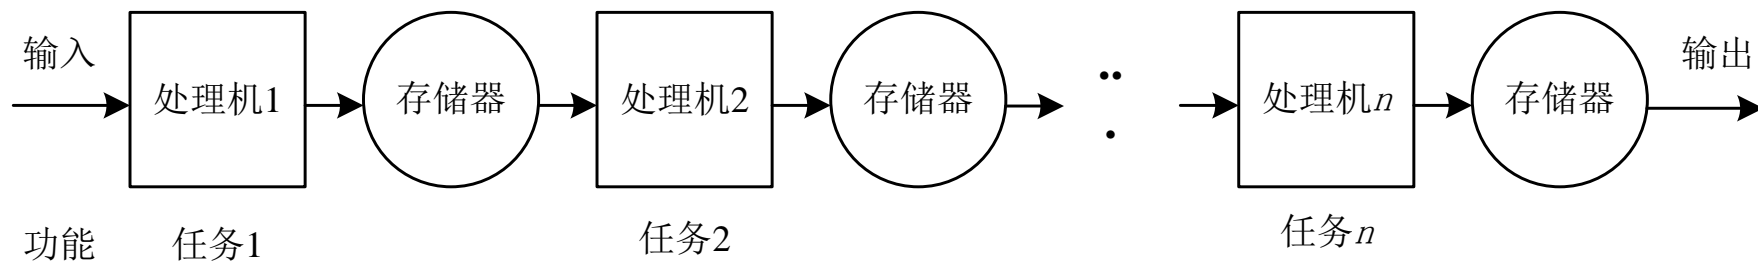 输入
处理机1
存储器
处理机2
存储器
处理机n
存储器
输出
功能
任务1
任务2
任务n